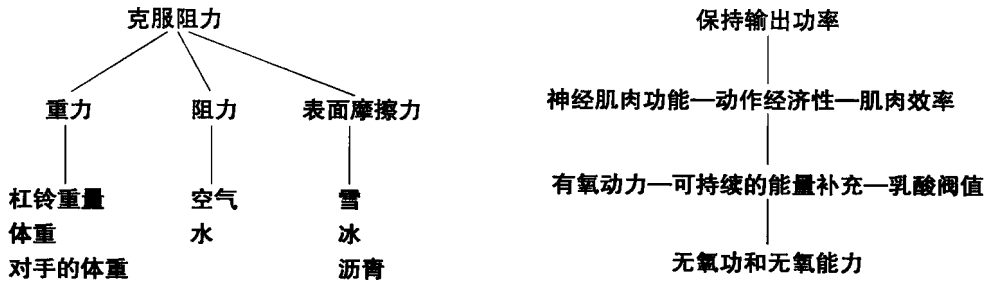 克服阻力
重力 阻力 表面摩擦力
杠铃重量 空气 雪
体重 水 冰
对手的体重 沥青
保持输出功率
神经肌肉功能—动作经济性—肌肉效率
有氧动力—可持续的能量补充—乳酸阀值
无氧功和无氧能力